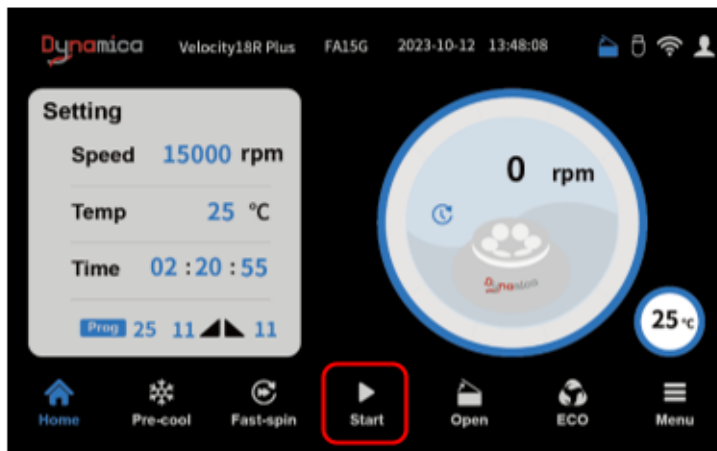 Dynamica Velocity18R Plus FA15G 2023-10-12 13:48:08
Setting
Speed 15000 rpm
Temp 25 °C
Time 02 : 20 : 55
Prog 25 11 11
0 rpm
Dynamica
25 °C
Home Pre-cool Fast-spin Start Open ECO Menu